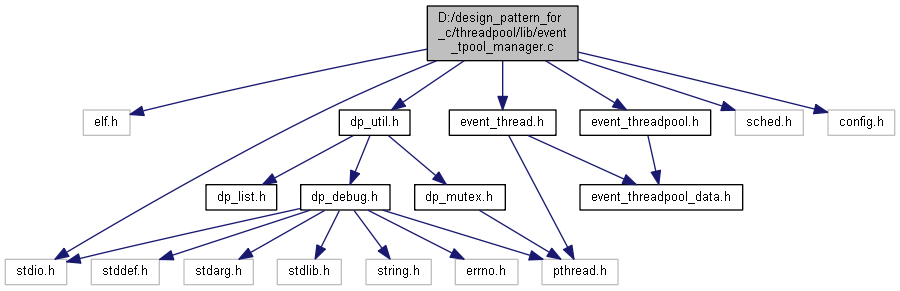 D:/design_pattern_for
_c/threadpool/lib/event
_tpool_manager.c
elf.h
dp_util.h
event_thread.h
event_threadpool.h
sched.h
config.h
dp_list.h
dp_debug.h
dp_mutex.h
event_threadpool_data.h
stdio.h
stddef.h
stdarg.h
stdlib.h
string.h
errno.h
pthread.h